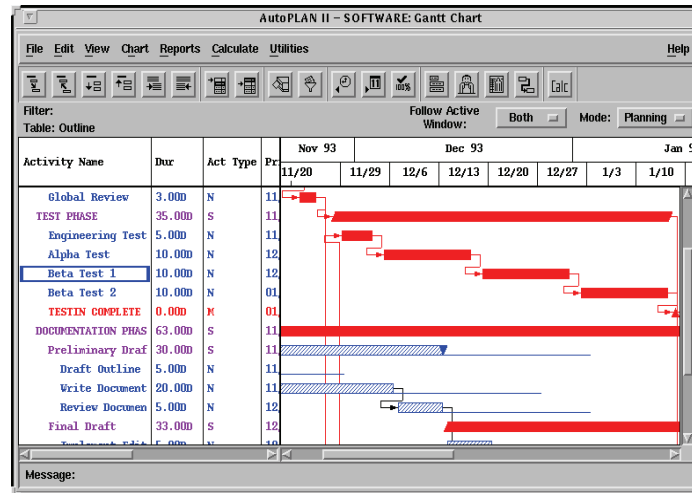 AutoPLAN II – SOFTWARE: Gantt Chart
File Edit View Chart Reports Calculate Utilities Help
11 100% Calc
Filter:
Table: Outline
Follow Active Window: Both Mode: Planning
Nov 93 Dec 93 Jan 9
Activity Name Dur Act Type Pr
11/20 11/29 12/6 12/13 12/20 12/27 1/3 1/10
Global Review 3.00D N 11
TEST PHASE 35.00D S 11
Engineering Test 5.00D N 11
Alpha Test 10.00D N 12
Beta Test 1 10.00D N 12
Beta Test 2 10.00D N 01
TESTIN COMPLETE 0.00D M 01
DOCUMENTATION PHAS 63.00D S 11
Preliminary Draf 30.00D S 11
Draft Outline 5.00D N 11
Write Document 20.00D N 11
Review Documen 5.00D N 12
Final Draft 33.00D S 12
Message: